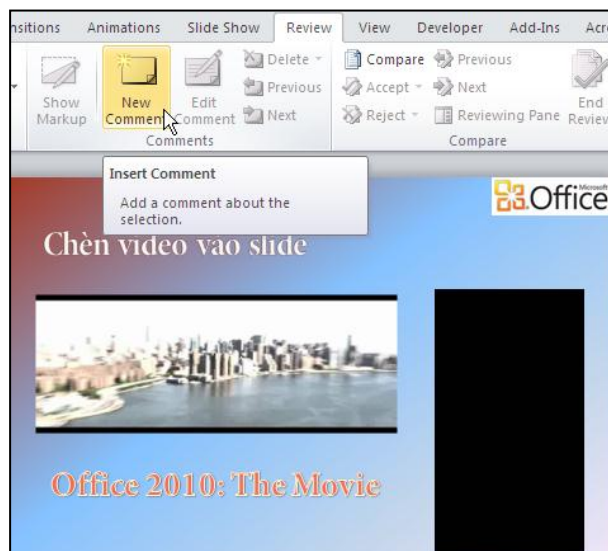 nsitions Animations Slide Show Review View Developer Add-Ins Acro
Show Markup
New Comment
Edit Comment
Delete
Previous
Next
Comments
Compare
Accept
Reject
Previous
Next
Reviewing Pane
End Review
Compare
Insert Comment
Add a comment about the
selection.
Microsoft
Office
Chèn video vào slide
Office 2010: The Movie